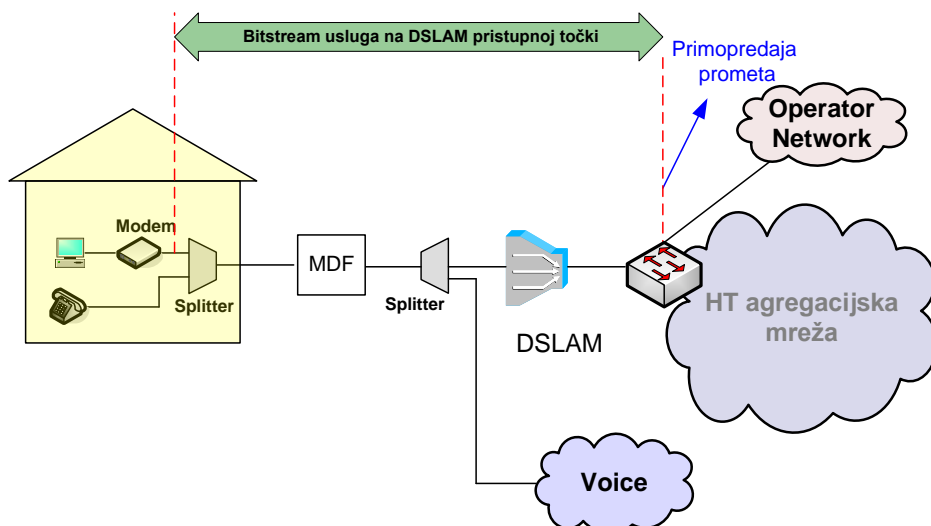 Bitstream usluga na DSLAM pristupnoj točki
Primopredaja
prometa
Operator
Network
Modem
Splitter
MDF
Splitter
DSLAM
HT agregacijska
mreža
Voice